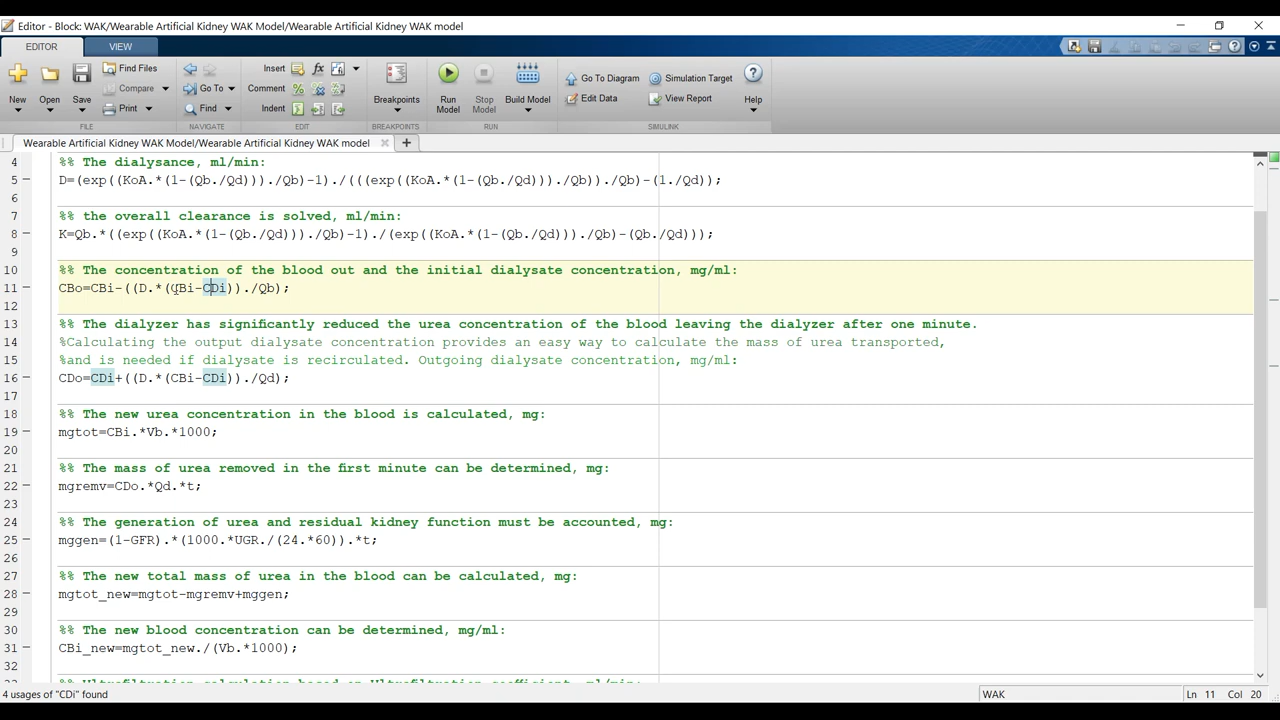 Editor - Block: WAK/Wearable Artificial Kidney WAK Model/Wearable Artificial Kidney WAK model
EDITOR VIEW
New Open Save Find Files Compare Print
FILE
Go To Find
NAVIGATE
Insert fx
Comment %
Indent
EDIT
Breakpoints
BREAKPOINTS
Run Model Stop Model Build Model
RUN
Go To Diagram Simulation Target
Edit Data View Report
Help
SIMULINK
Wearable Artificial Kidney WAK Model/Wearable Artificial Kidney WAK model
4 %% The dialysance, ml/min:
5 D=(exp((KoA.*(1-(Qb./Qd)))./Qb)-1)./(((exp((KoA.*(1-(Qb./Qd)))./Qb))./Qb)-(1./Qd));
6
7 %% the overall clearance is solved, ml/min:
8 K=Qb.*((exp((KoA.*(1-(Qb./Qd)))./Qb)-1)./(exp((KoA.*(1-(Qb./Qd)))./Qb)-(Qb./Qd)));
9
10 %% The concentration of the blood out and the initial dialysate concentration, mg/ml:
11 CBo=CBi-((D.*(CBi-CDi))./Qb);
12
13 %% The dialyzer has significantly reduced the urea concentration of the blood leaving the dialyzer after one minute.
14 %Calculating the output dialysate concentration provides an easy way to calculate the mass of urea transported,
15 %and is needed if dialysate is recirculated. Outgoing dialysate concentration, mg/ml:
16 CDo=CDi+((D.*(CBi-CDi))./Qd);
17
18 %% The new urea concentration in the blood is calculated, mg:
19 mgtot=CBi.*Vb.*1000;
20
21 %% The mass of urea removed in the first minute can be determined, mg:
22 mgremv=CDo.*Qd.*t;
23
24 %% The generation of urea and residual kidney function must be accounted, mg:
25 mggen=(1-GFR).*(1000.*UGR./(24.*60)).*t;
26
27 %% The new total mass of urea in the blood can be calculated, mg:
28 mgtot_new=mgtot-mgremv+mggen;
29
30 %% The new blood concentration can be determined, mg/ml:
31 CBi_new=mgtot_new./(Vb.*1000);
32
4 usages of "CDi" found WAK Ln 11 Col 20